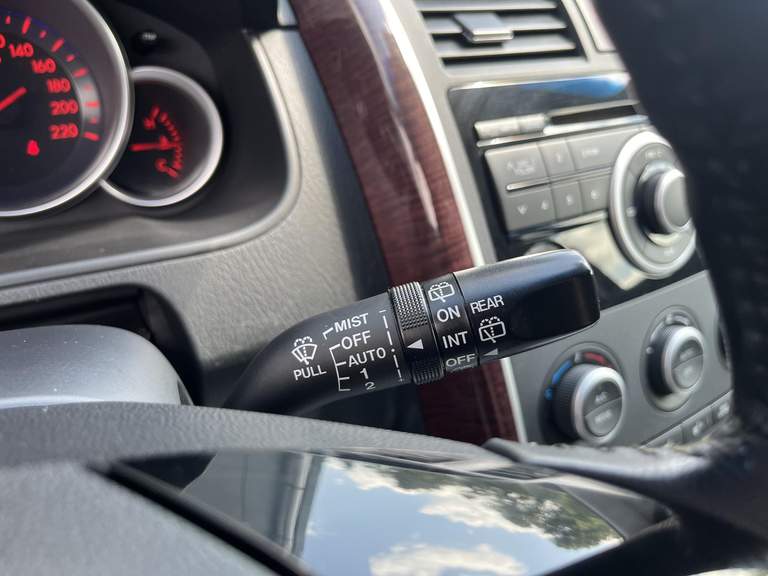 140
160
180
200
220
MIST
OFF
AUTO
1
2
PULL
ON
INT
OFF
REAR